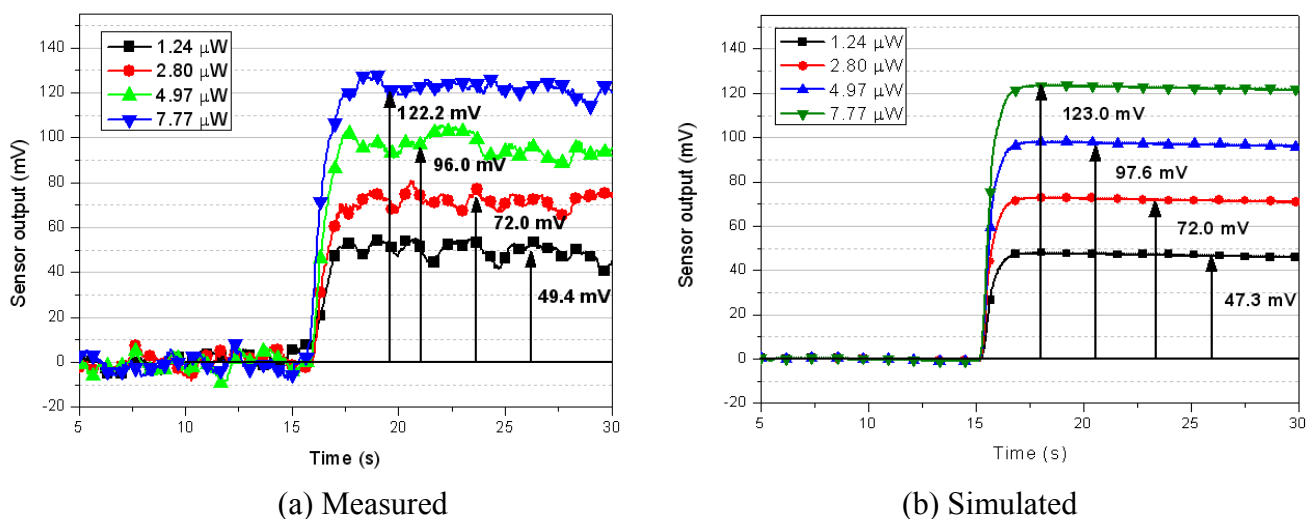 140
120
100
80
60
40
20
0
-20
Sensor output (mV)
1.24 μW
2.80 μW
4.97 μW
7.77 μW
122.2 mV
96.0 mV
72.0 mV
49.4 mV
5 10 15 20 25 30
Time (s)
(a) Measured
140
120
100
80
60
40
20
0
-20
Sensor output (mV)
1.24 μW
2.80 μW
4.97 μW
7.77 μW
123.0 mV
97.6 mV
72.0 mV
47.3 mV
5 10 15 20 25 30
Time (s)
(b) Simulated